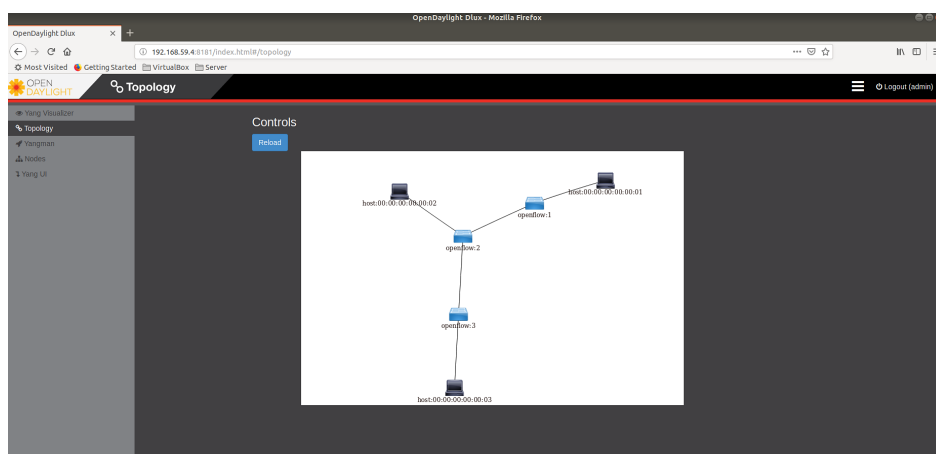 OpenDaylight Dlux - Mozilla Firefox
OpenDaylight Dlux × +
192.168.59.4:8181/index.html#/topology
Most Visited Getting Started VirtualBox Server
OPEN
DAYLIGHT
Topology
Logout (admin)
Yang Visualizer
Topology
Yangman
Nodes
Yang UI
Controls
Reload
host:00:00:00:00:00:01
host:00:00:00:00:00:02
openflow:1
openflow:2
openflow:3
host:00:00:00:00:00:03